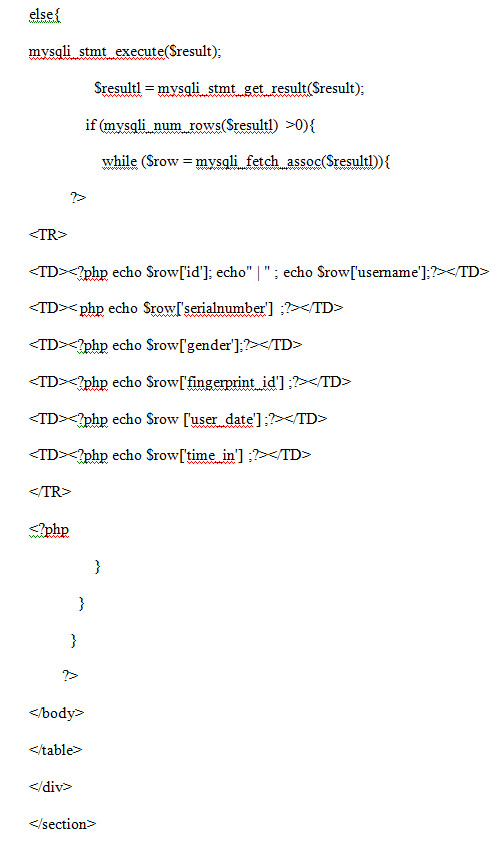 else{
mysqli_stmt_execute($result);
$resultl = mysqli_stmt_get_result($result);
if (mysqli_num_rows($resultl) >0){
while ($row = mysqli_fetch_assoc($resultl)){
?>
<TR>
<TD><?php echo $row['id']; echo" | " ; echo $row['username'];?></TD>
<TD><php echo $row['serialnumber'] ;?></TD>
<TD><?php echo $row['gender'];?></TD>
<TD><?php echo $row['fingerprint_id'] ;?></TD>
<TD><?php echo $row ['user_date'] ;?></TD>
<TD><?php echo $row['time_in'] ;?></TD>
</TR>
<?php
}
}
}
?>
</body>
</table>
</div>
</section>